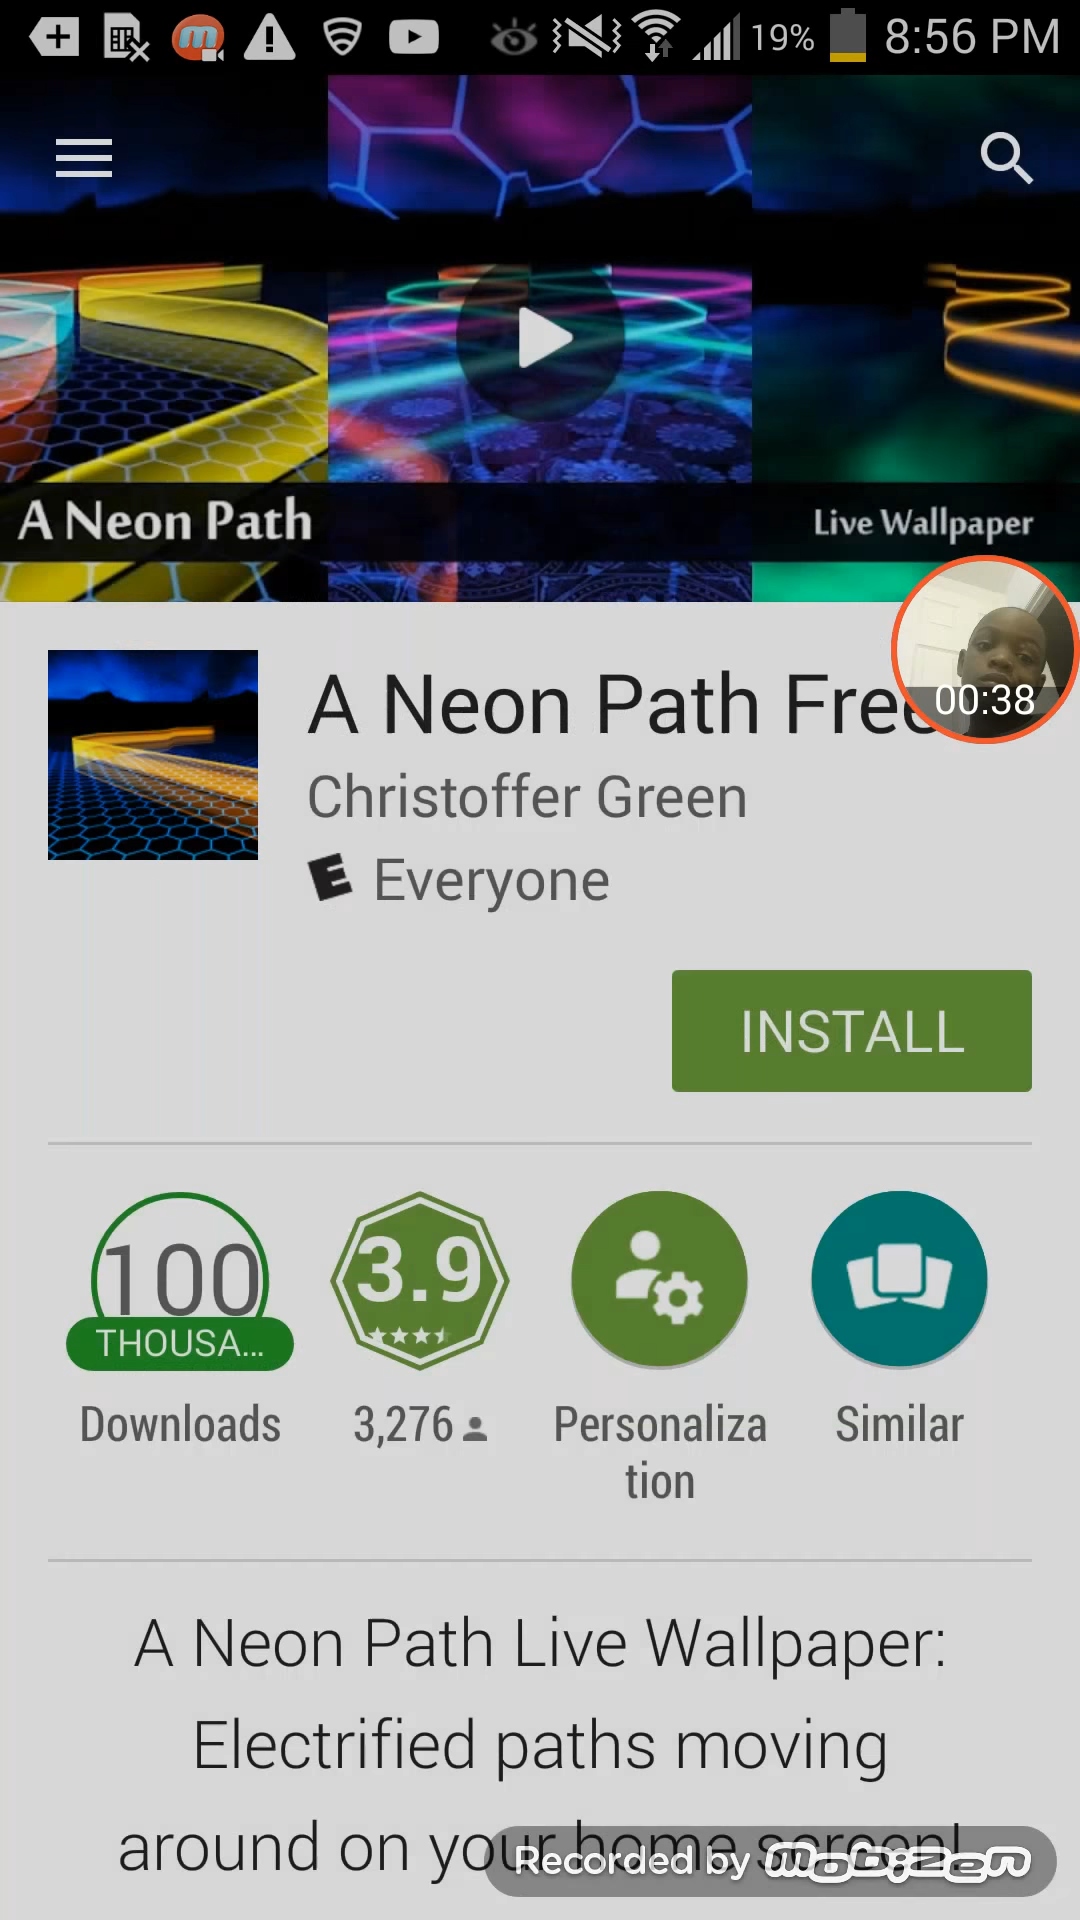 19% 8:56 PM
A Neon Path
Live Wallpaper
A Neon Path Free
00:38
Christoffer Green
E Everyone
INSTALL
100
THOUSA...
3.9
Downloads
3,276
Personaliza
tion
Similar
A Neon Path Live Wallpaper:
Electrified paths moving
around on your home screen!
Recorded by mobizen